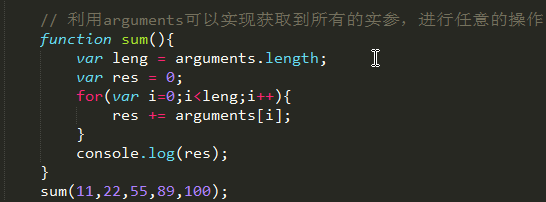 // 利用arguments可以实现获取到所有的实参，进行任意的操作
function sum(){
var leng = arguments.length;
var res = 0;
for(var i=0;i<leng;i++){
res += arguments[i];
}
console.log(res);
}
sum(11,22,55,89,100);